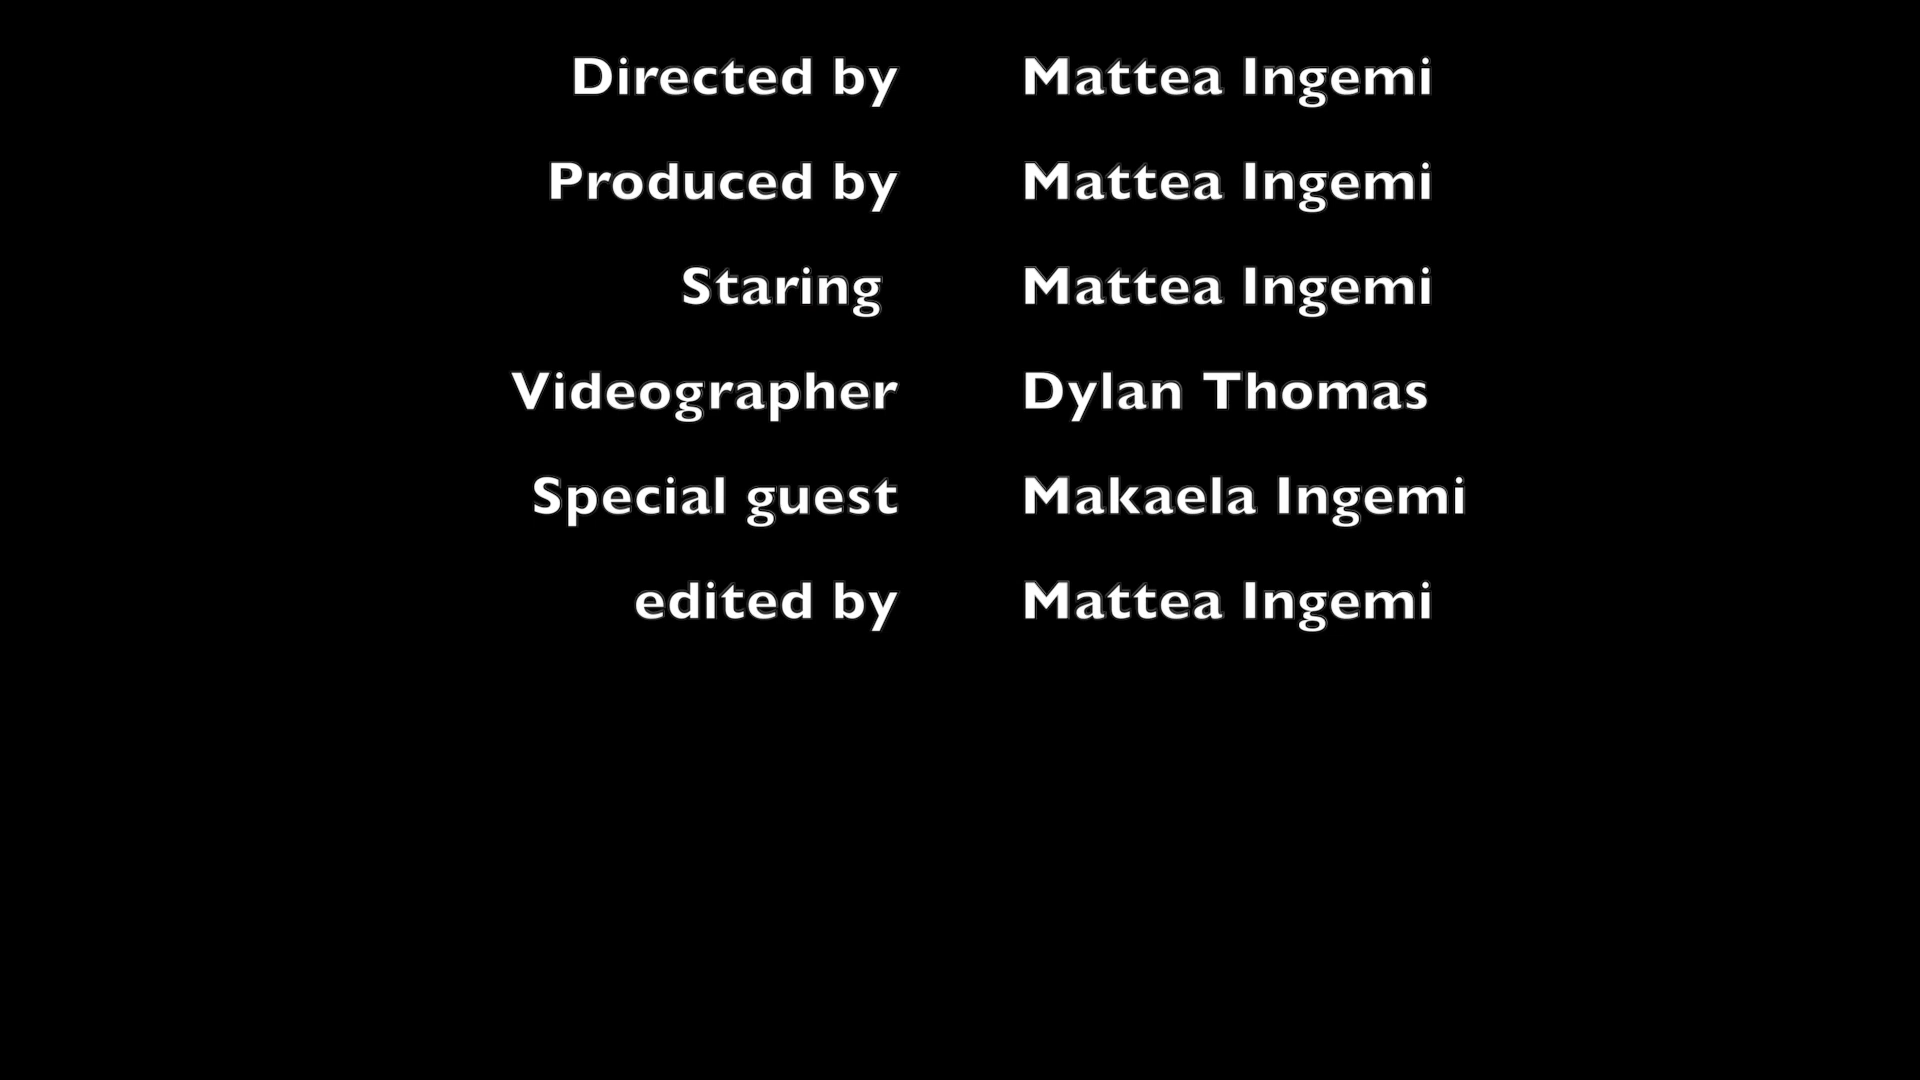 Directed by Mattea Ingemi
Produced by Mattea Ingemi
Staring Mattea Ingemi
Videographer Dylan Thomas
Special guest Makaela Ingemi
edited by Mattea Ingemi